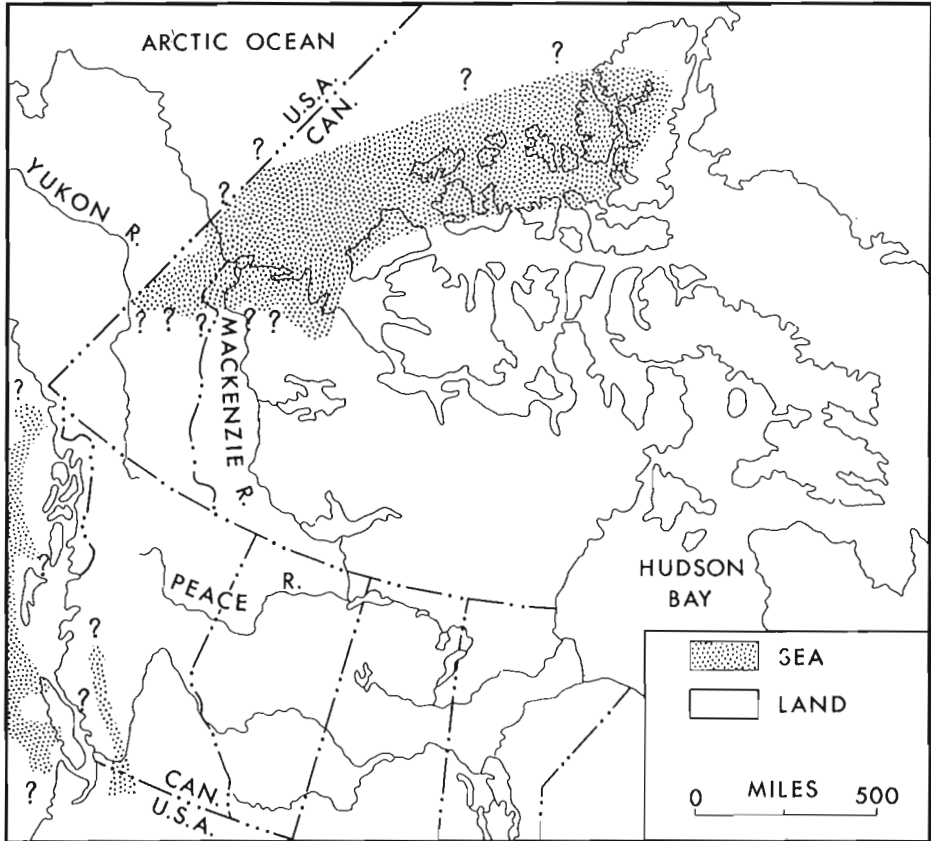 ARCTIC OCEAN
?
?
U.S.A.
CAN.
?
?
YUKON R.
? ? ? ? ?
MACKENZIE R.
?
?
PEACE R.
HUDSON
BAY
?
?
?
SEA
LAND
CAN.
U.S.A.
MILES
0 500